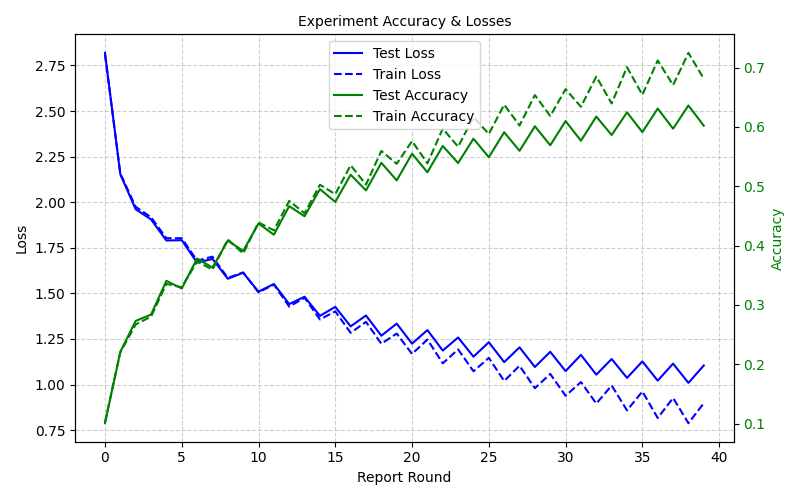 Experiment Accuracy & Losses
Test Loss
Train Loss
Test Accuracy
Train Accuracy
Loss
2.75
2.50
2.25
2.00
1.75
1.50
1.25
1.00
0.75
Accuracy
0.7
0.6
0.5
0.4
0.3
0.2
0.1
0 5 10 15 20 25 30 35 40
Report Round